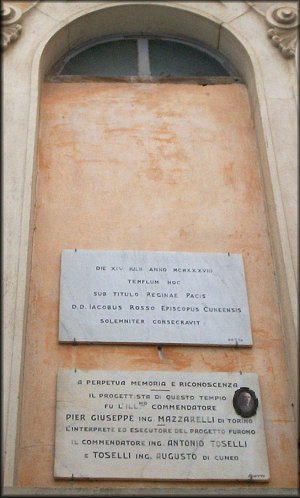 DIE XIV IULII ANNO MCMXXXVIII
TEMPLUM HOC
SUB TITULO REGINAE PACIS
D.D. IACOBUS ROSSO EPISCOPUS CUNEENSIS
SOLEMNITER CONSECRAVIT
A PERPETUA MEMORIA E RICONOSCENZA
IL PROGETTISTA DI QUESTO TEMPIO
FU L'ILL.MO COMMENDATORE
PIER GIUSEPPE ING. MAZZARELLI DI TORINO
L'INTERPRETE ED ESECUTORE DEL PROGETTO FURONO
IL COMMENDATORE ING. ANTONIO TOSELLI
E TOSELLI ING. AUGUSTO DI CUNEO